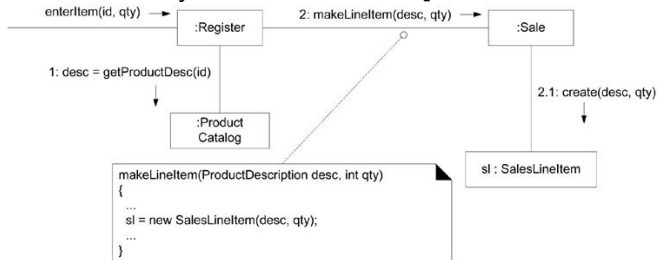 enterItem(id, qty)
:Register
2: makeLineItem(desc, qty)
:Sale
1: desc = getProductDesc(id)
2.1: create(desc, qty)
:Product
Catalog
sl : SalesLineItem
makeLineItem(ProductDescription desc, int qty)
{
...
sl = new SalesLineItem(desc, qty);
...
}